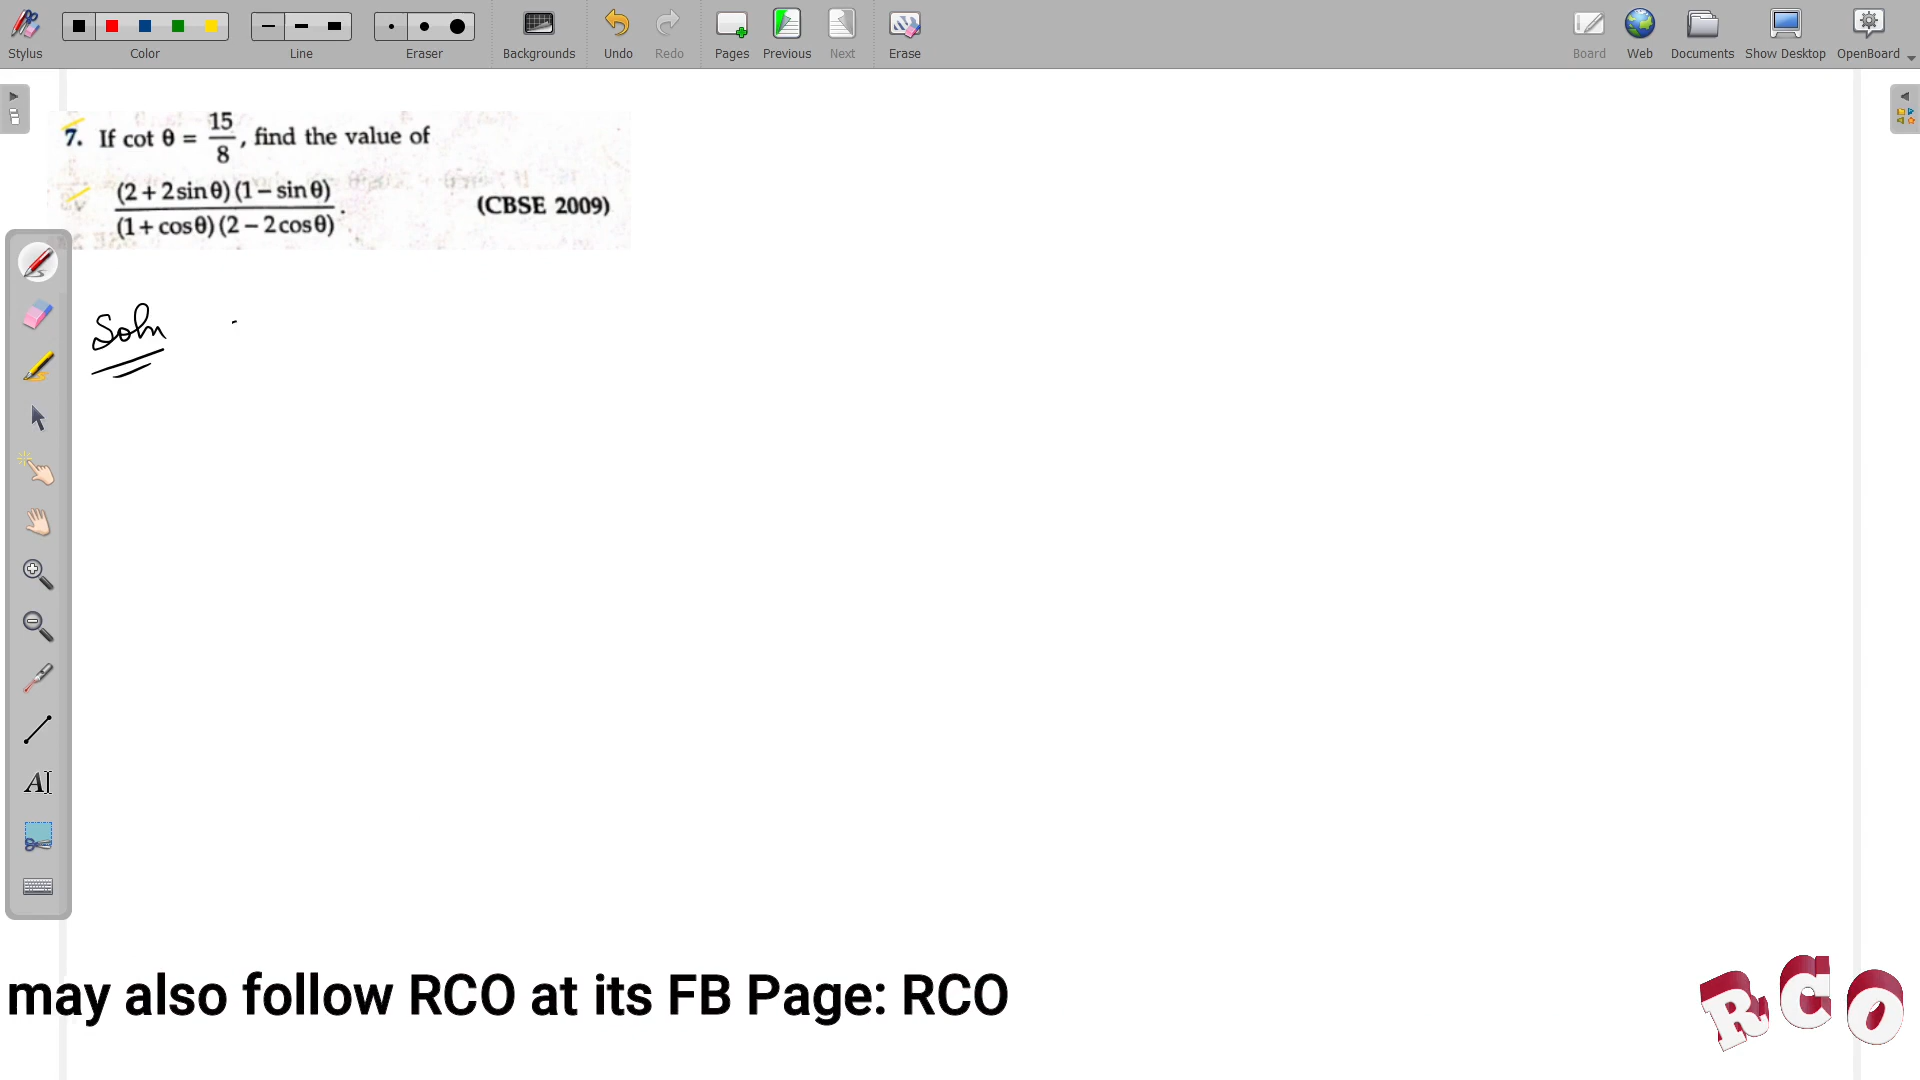 Stylus
Color
Line
Eraser
Backgrounds
Undo
Redo
Pages
Previous
Next
Erase
Board
Web
Documents
Show Desktop
OpenBoard
7. If cot θ = 15/8, find the value of
(2 + 2 sin θ) (1 – sin θ)
(1 + cos θ) (2 – 2 cos θ) .
(CBSE 2009)
Soln
may also follow RCO at its FB Page: RCO
RCO